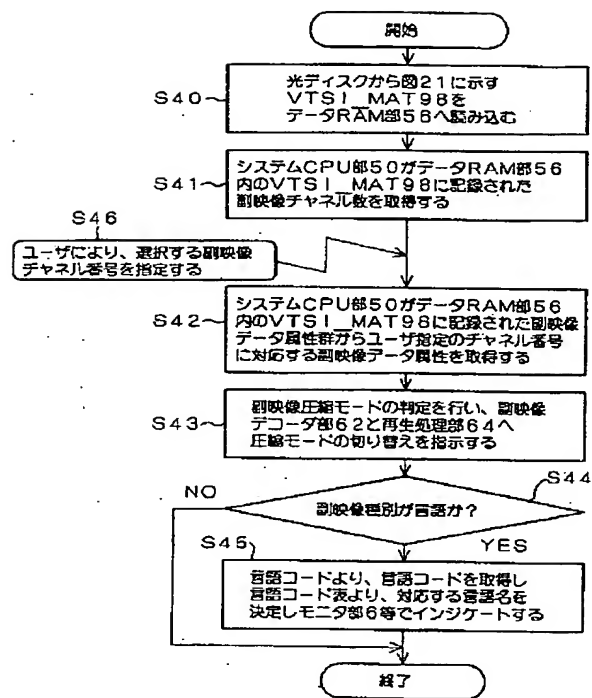 開始
S40
光ディスクから図21に示す
VTSI_MAT98を
データRAM部56へ読み込む
S41
システムCPU部50がデータRAM部56
内のVTSI_MAT98に記録された
副映像チャネル数を取得する
S46
ユーザにより、選択する副映像
チャネル番号を指定する
S42
システムCPU部50がデータRAM部56
内のVTSI_MAT98に記録された副映像
データ属性群からユーザ指定のチャネル番号
に対応する副映像データ属性を取得する
S43
副映像圧縮モードの判定を行い、副映像
デコーダ部62と再生処理部64へ
圧縮モードの切り替えを指示する
S44
副映像種別が言語か?
NO
YES
S45
言語コードより、言語コードを取得し
言語コード表より、対応する言語名を
決定しモニタ部6等でインジケートする
終了